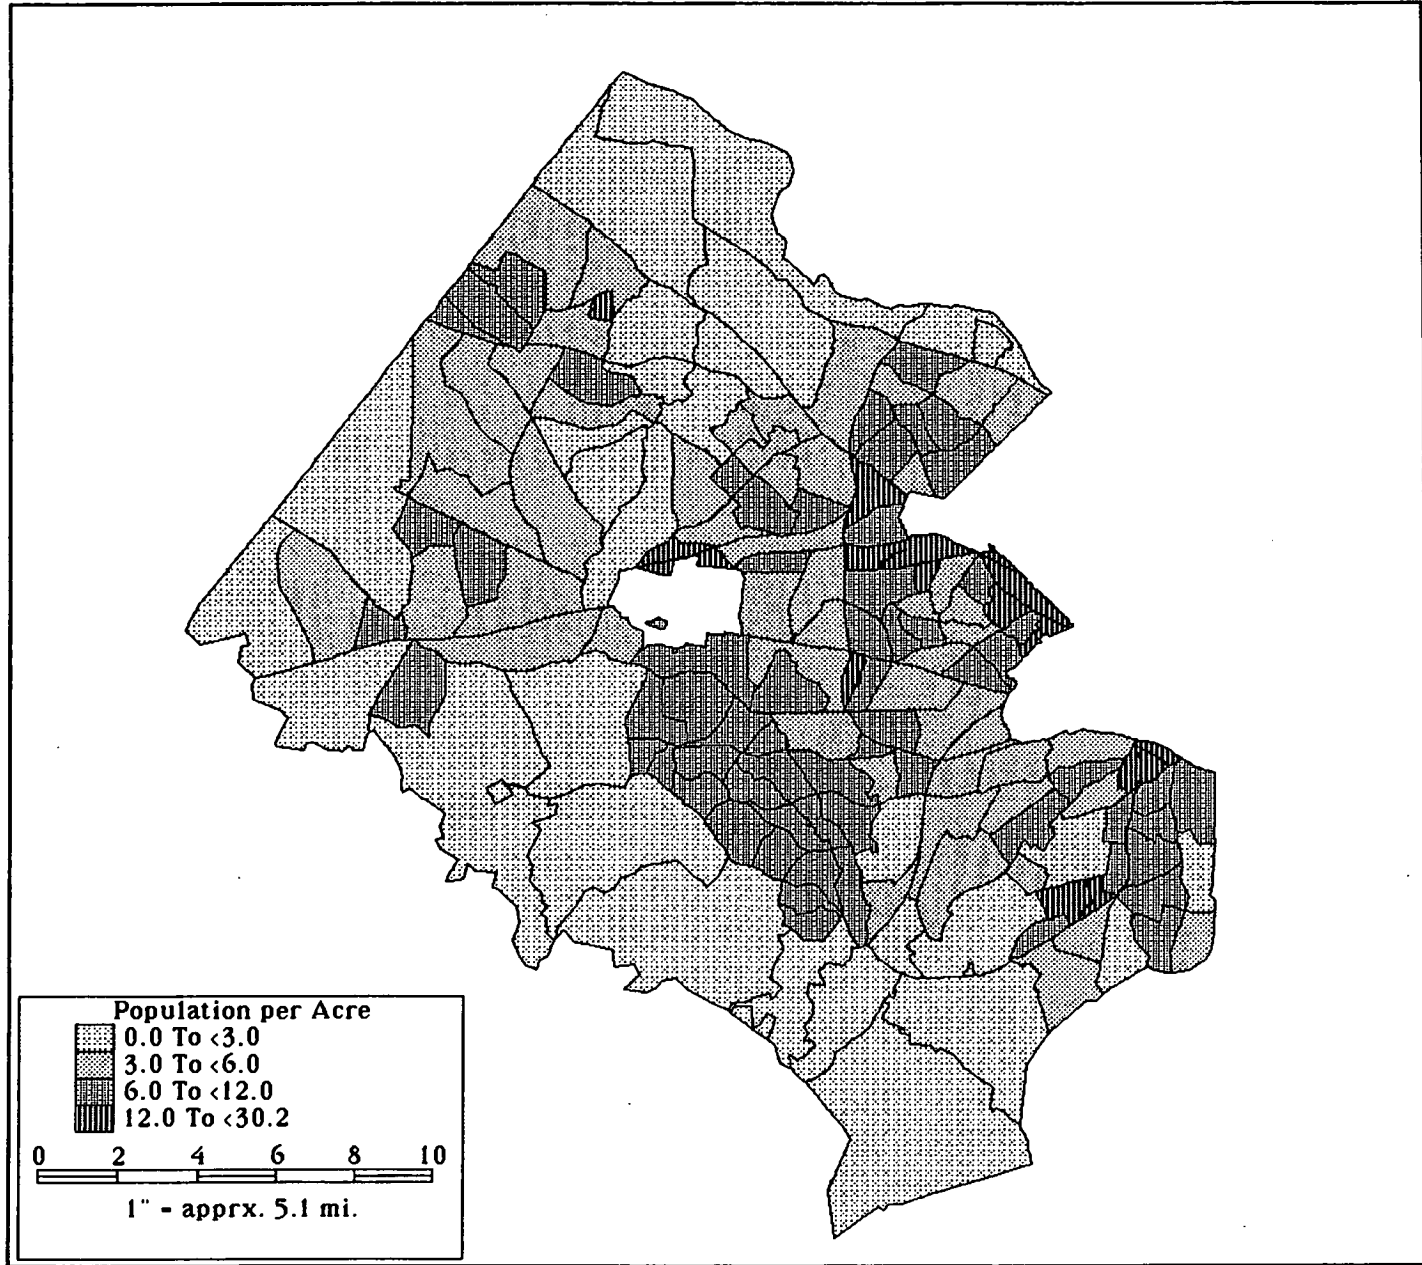 Population per Acre
0.0 To <3.0
3.0 To <6.0
6.0 To <12.0
12.0 To <30.2
0 2 4 6 8 10
1" - apprx. 5.1 mi.